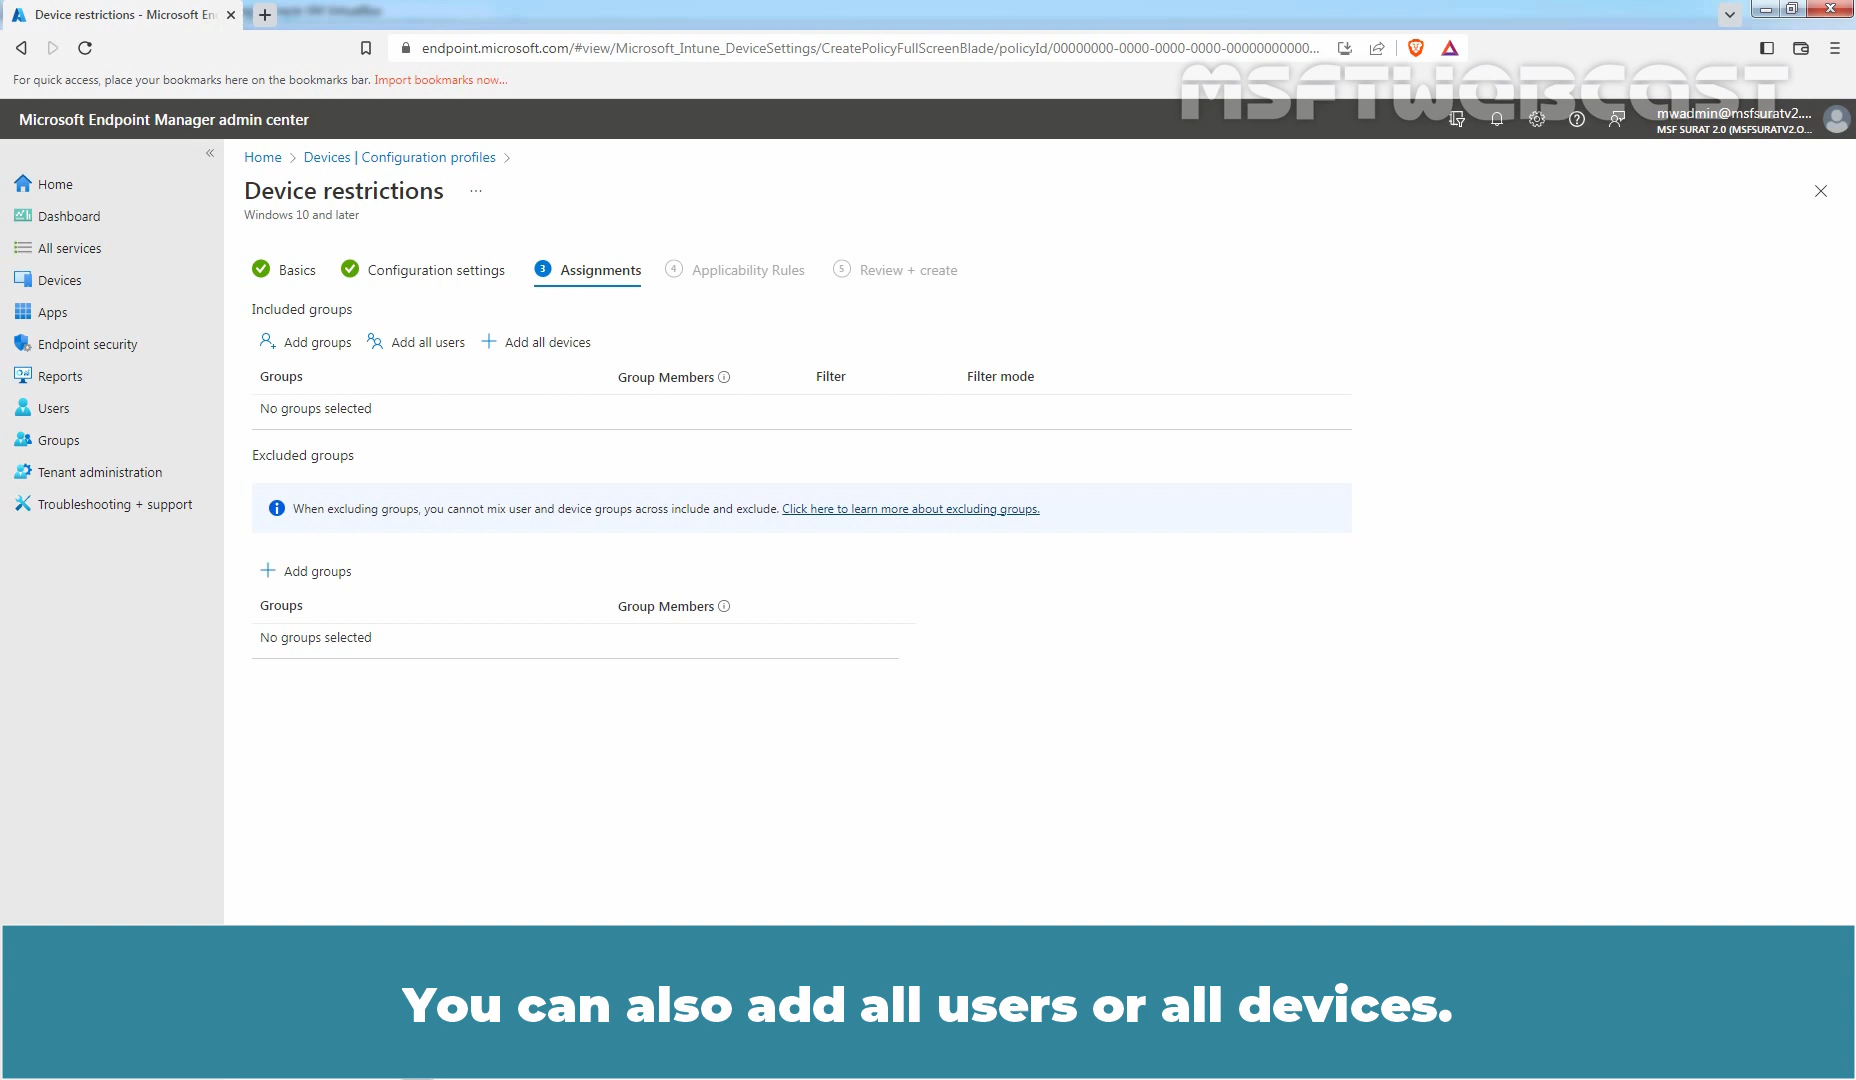 Device restrictions - Microsoft En
For quick access, place your bookmarks here on the bookmarks bar. Import bookmarks now...
endpoint.microsoft.com/#view/Microsoft_Intune_DeviceSettings/CreatePolicyFullScreenBlade/policyId/00000000-0000-0000-0000-00000000000...
MSFTWEBCAST
Microsoft Endpoint Manager admin center
mwadmin@msfsuratv2....
MSF SURAT 2.0 (MSFSURATV2.O...
Home
Dashboard
All services
Devices
Apps
Endpoint security
Reports
Users
Groups
Tenant administration
Troubleshooting + support
Home > Devices | Configuration profiles >
Device restrictions ...
Windows 10 and later
Basics Configuration settings 3 Assignments 4 Applicability Rules 5 Review + create
Included groups
Add groups Add all users Add all devices
Groups Group Members Filter Filter mode
No groups selected
Excluded groups
When excluding groups, you cannot mix user and device groups across include and exclude. Click here to learn more about excluding groups.
Add groups
Groups Group Members
No groups selected
You can also add all users or all devices.